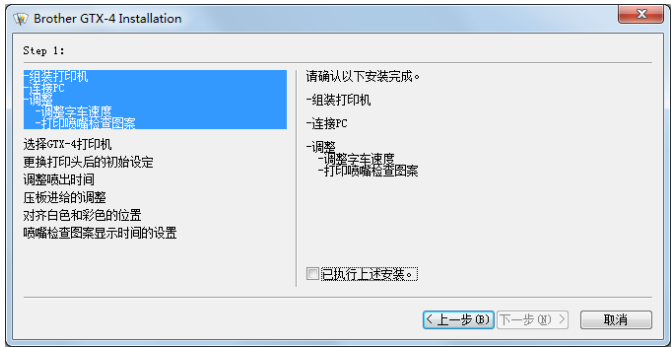 Brother GTX-4 Installation
Step 1:
-组装打印机
-连接PC
-调整
-调整字车速度
-打印喷嘴检查图案
选择GTX-4打印机
更换打印头后的初始设定
调整喷出时间
压板进给的调整
对齐白色和彩色的位置
喷嘴检查图案显示时间的设置
请确认以下安装完成。
-组装打印机
-连接PC
-调整
-调整字车速度
-打印喷嘴检查图案
已执行上述安装。
<上一步(B) 下一步(N) > 取消